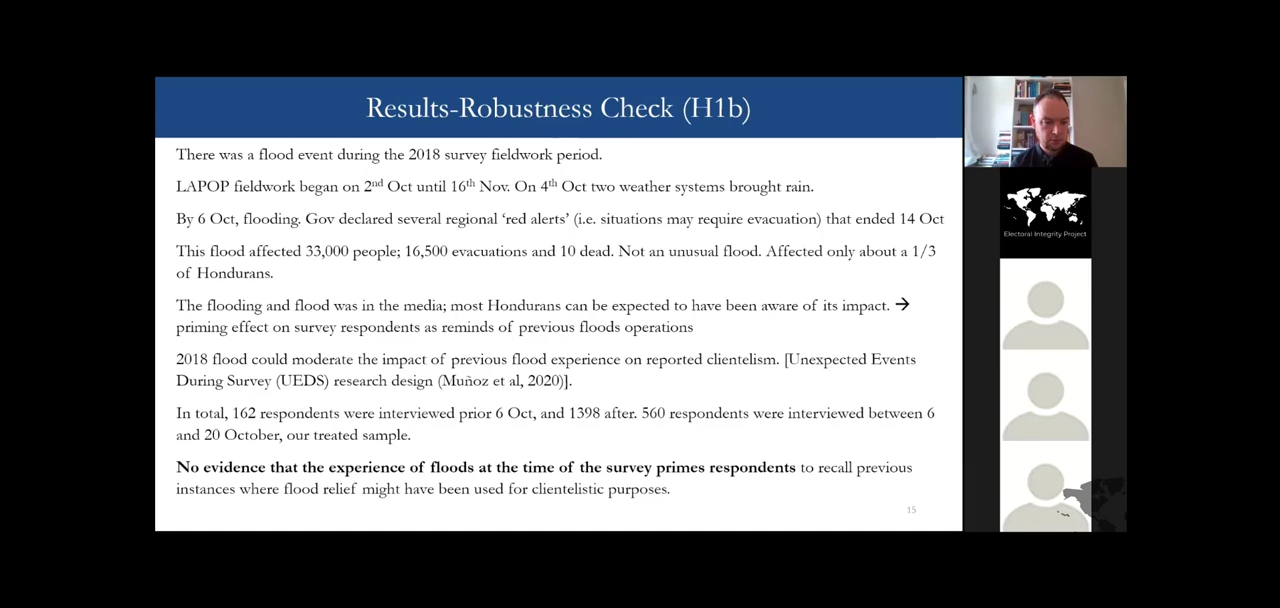 Results-Robustness Check (H1b)
There was a flood event during the 2018 survey fieldwork period.
LAPOP fieldwork began on 2nd Oct until 16th Nov. On 4th Oct two weather systems brought rain.
By 6 Oct, flooding. Gov declared several regional ‘red alerts’ (i.e. situations may require evacuation) that ended 14 Oct
This flood affected 33,000 people; 16,500 evacuations and 10 dead. Not an unusual flood. Affected only about a 1/3
of Hondurans.
The flooding and flood was in the media; most Hondurans can be expected to have been aware of its impact. →
priming effect on survey respondents as reminds of previous floods operations
2018 flood could moderate the impact of previous flood experience on reported clientelism. [Unexpected Events
During Survey (UEDS) research design (Muñoz et al, 2020)].
In total, 162 respondents were interviewed prior 6 Oct, and 1398 after. 560 respondents were interviewed between 6
and 20 October, our treated sample.
No evidence that the experience of floods at the time of the survey primes respondents to recall previous
instances where flood relief might have been used for clientelistic purposes.
15
Electoral Integrity Project